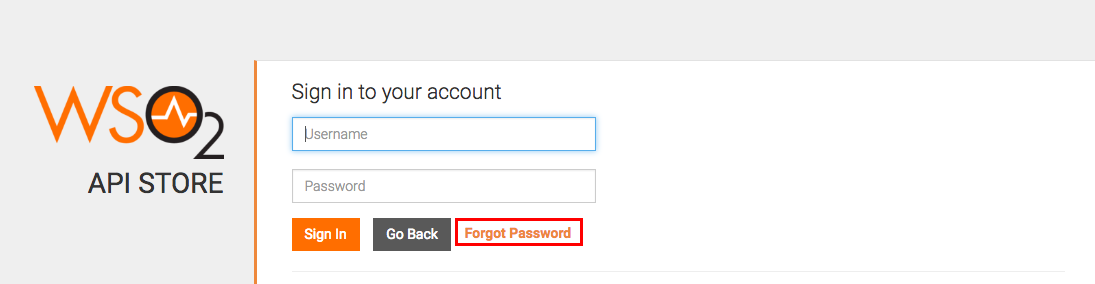 WSO2
API STORE
Sign in to your account
Username
Password
Sign In
Go Back
Forgot Password